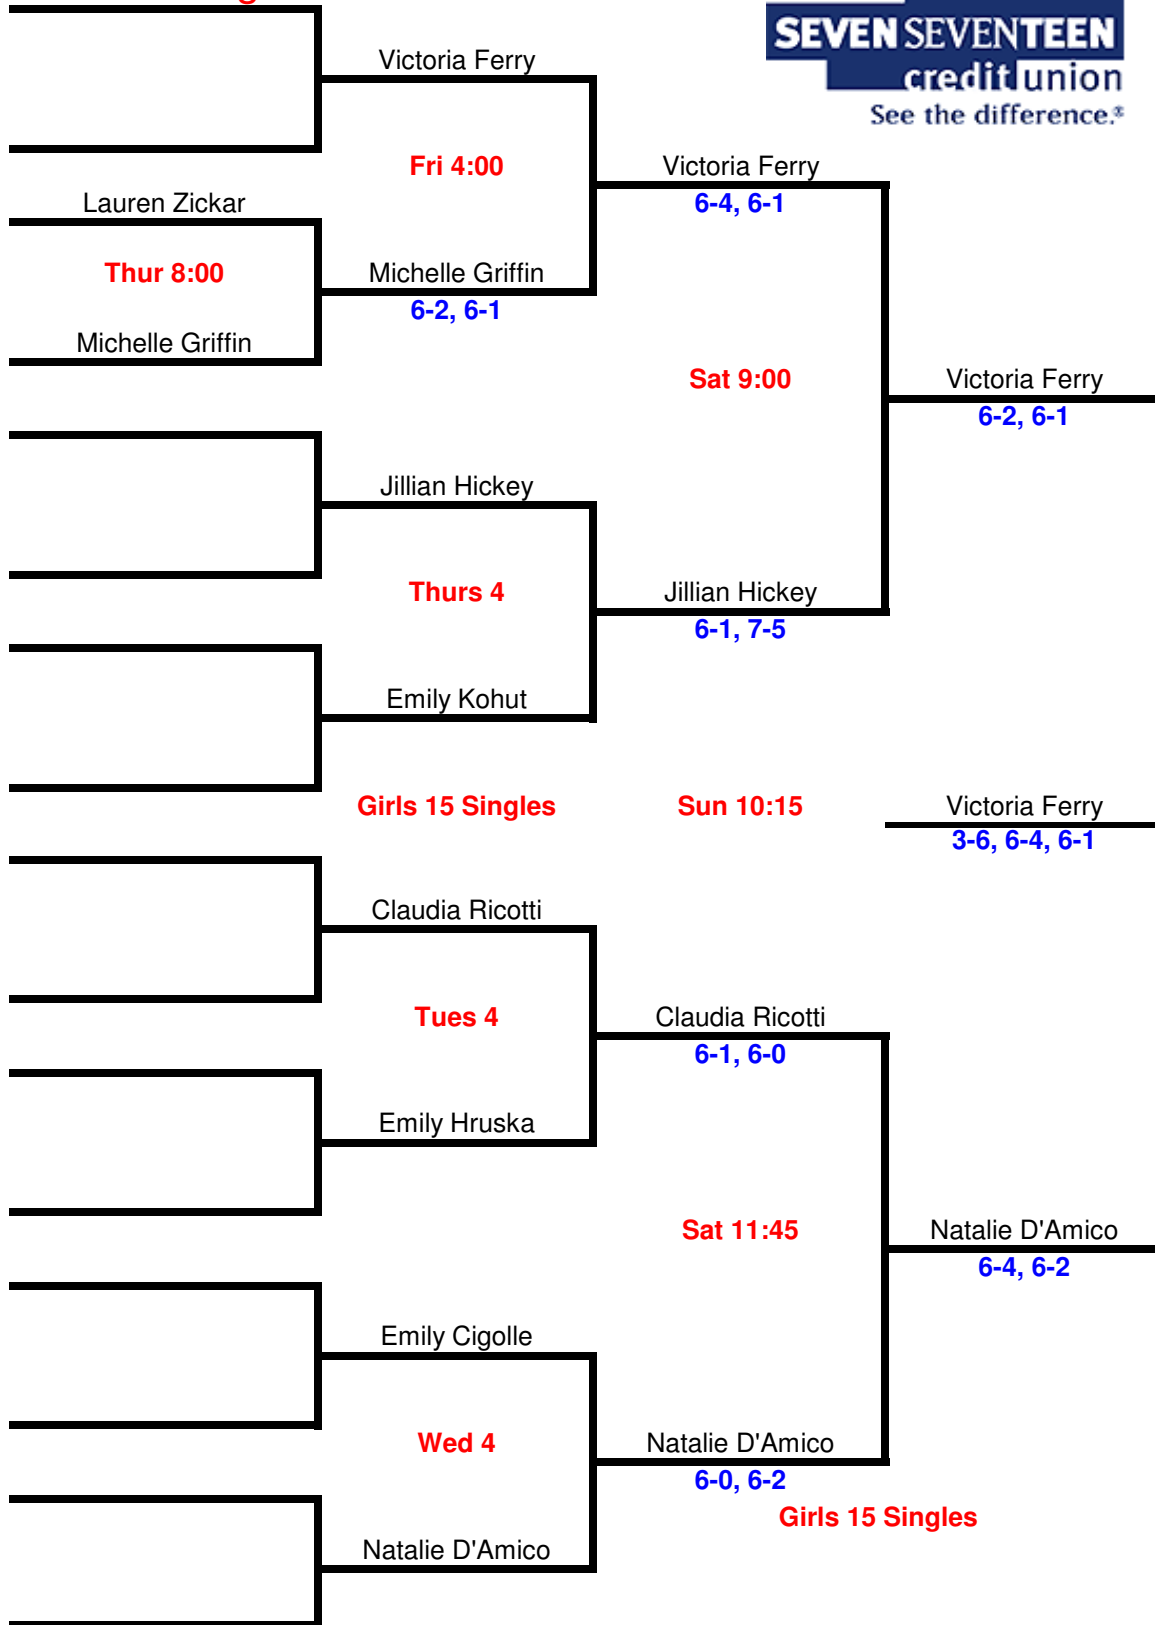 SEVEN SEVENTEEN
credit union
See the difference.®
Victoria Ferry
Fri 4:00
Victoria Ferry
6-4, 6-1
Lauren Zickar
Thur 8:00
Michelle Griffin
6-2, 6-1
Michelle Griffin
Sat 9:00
Victoria Ferry
6-2, 6-1
Jillian Hickey
Thurs 4
Jillian Hickey
6-1, 7-5
Emily Kohut
Girls 15 Singles
Sun 10:15
Victoria Ferry
3-6, 6-4, 6-1
Claudia Ricotti
Tues 4
Claudia Ricotti
6-1, 6-0
Emily Hruska
Sat 11:45
Natalie D'Amico
6-4, 6-2
Emily Cigolle
Wed 4
Natalie D'Amico
6-0, 6-2
Girls 15 Singles
Natalie D'Amico